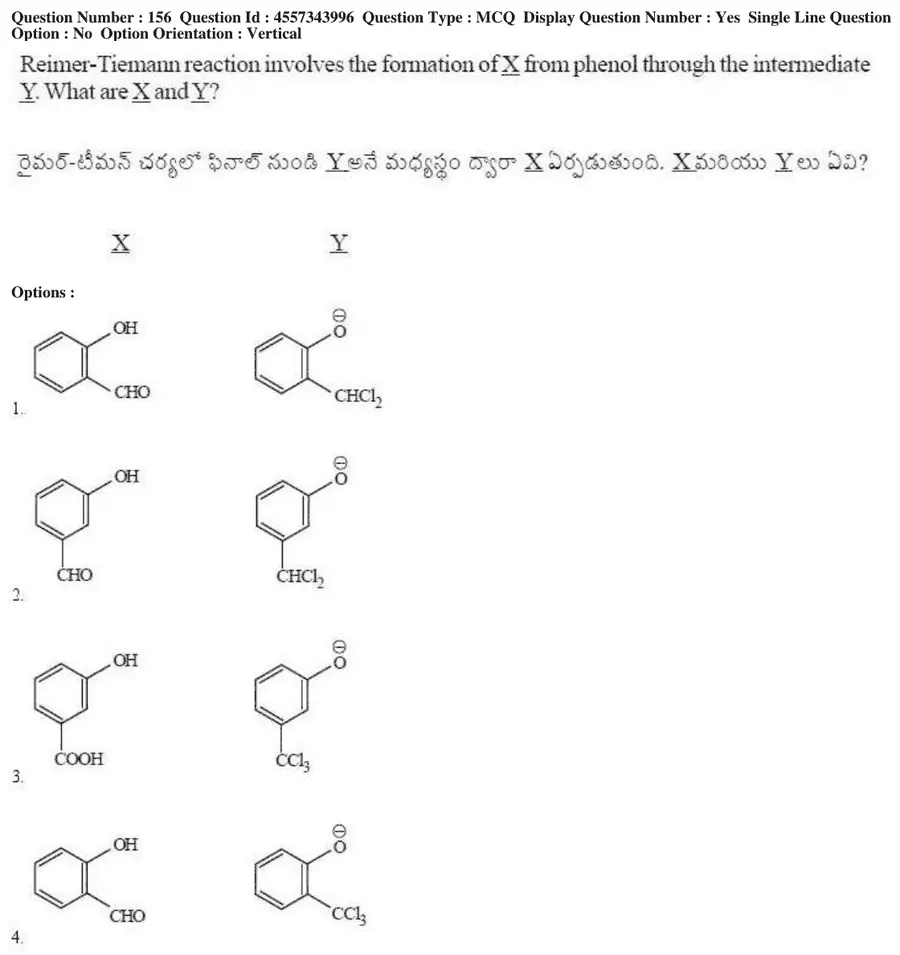 Question Number : 156 Question Id : 4557343996 Question Type : MCQ Display Question Number : Yes Single Line Question
Option : No Option Orientation : Vertical
Reimer-Tiemann reaction involves the formation of X from phenol through the intermediate
Y. What are X and Y?
రైమర్-టీమన్ చర్యలో ఫినాల్ నుండి Y అనే మధ్యస్థం ద్వారా X ఏర్పడుతుంది. X మరియు Y లు ఏవి?
X Y
Options :
OH ⊖
O
CHO CHCl₂
1.
OH ⊖
O
CHO CHCl₂
2.
OH ⊖
O
COOH CCl₃
3.
OH ⊖
O
CHO CCl₃
4.